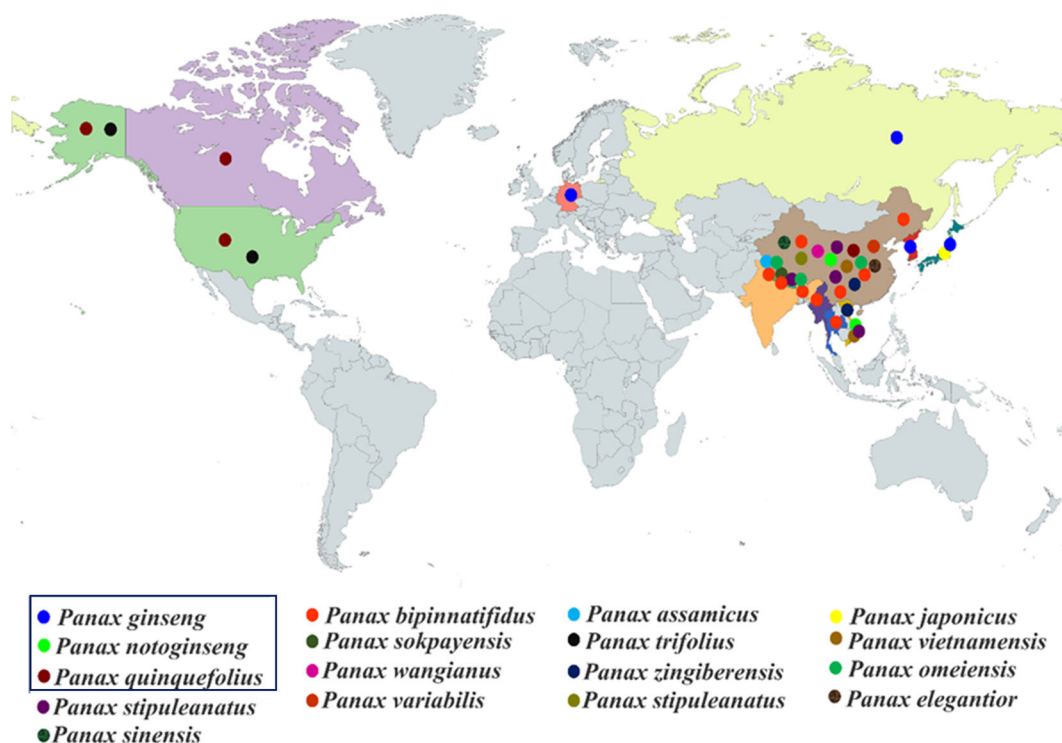 Panax ginseng
Panax notoginseng
Panax quinquefolius
Panax stipuleanatus
Panax sinensis
Panax bipinnatifidus
Panax sokpayensis
Panax wangianus
Panax variabilis
Panax assamicus
Panax trifolius
Panax zingiberensis
Panax stipuleanatus
Panax japonicus
Panax vietnamensis
Panax omeiensis
Panax elegantior